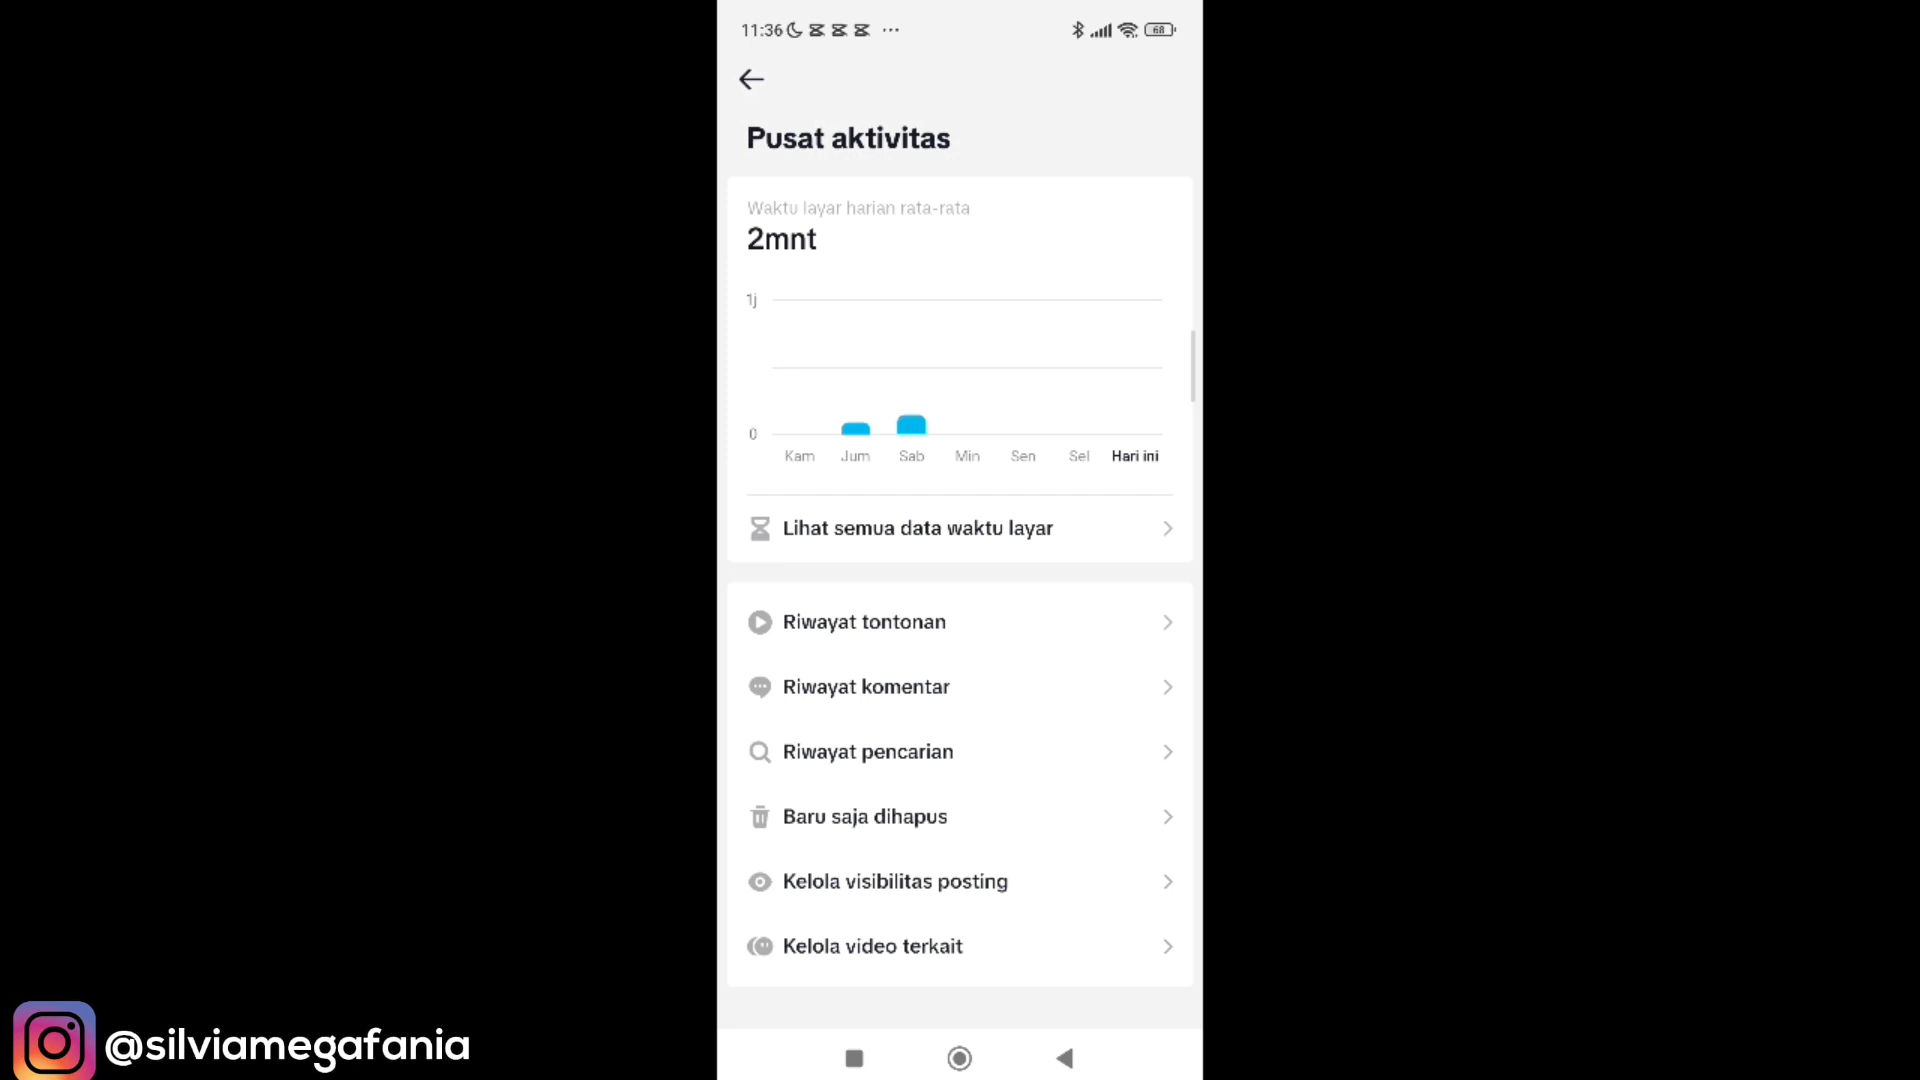 11:36
68
Pusat aktivitas
Waktu layar harian rata-rata
2mnt
1j
0
Kam Jum Sab Min Sen Sel Hari ini
Lihat semua data waktu layar
Riwayat tontonan
Riwayat komentar
Riwayat pencarian
Baru saja dihapus
Kelola visibilitas posting
Kelola video terkait
@silviamegafania